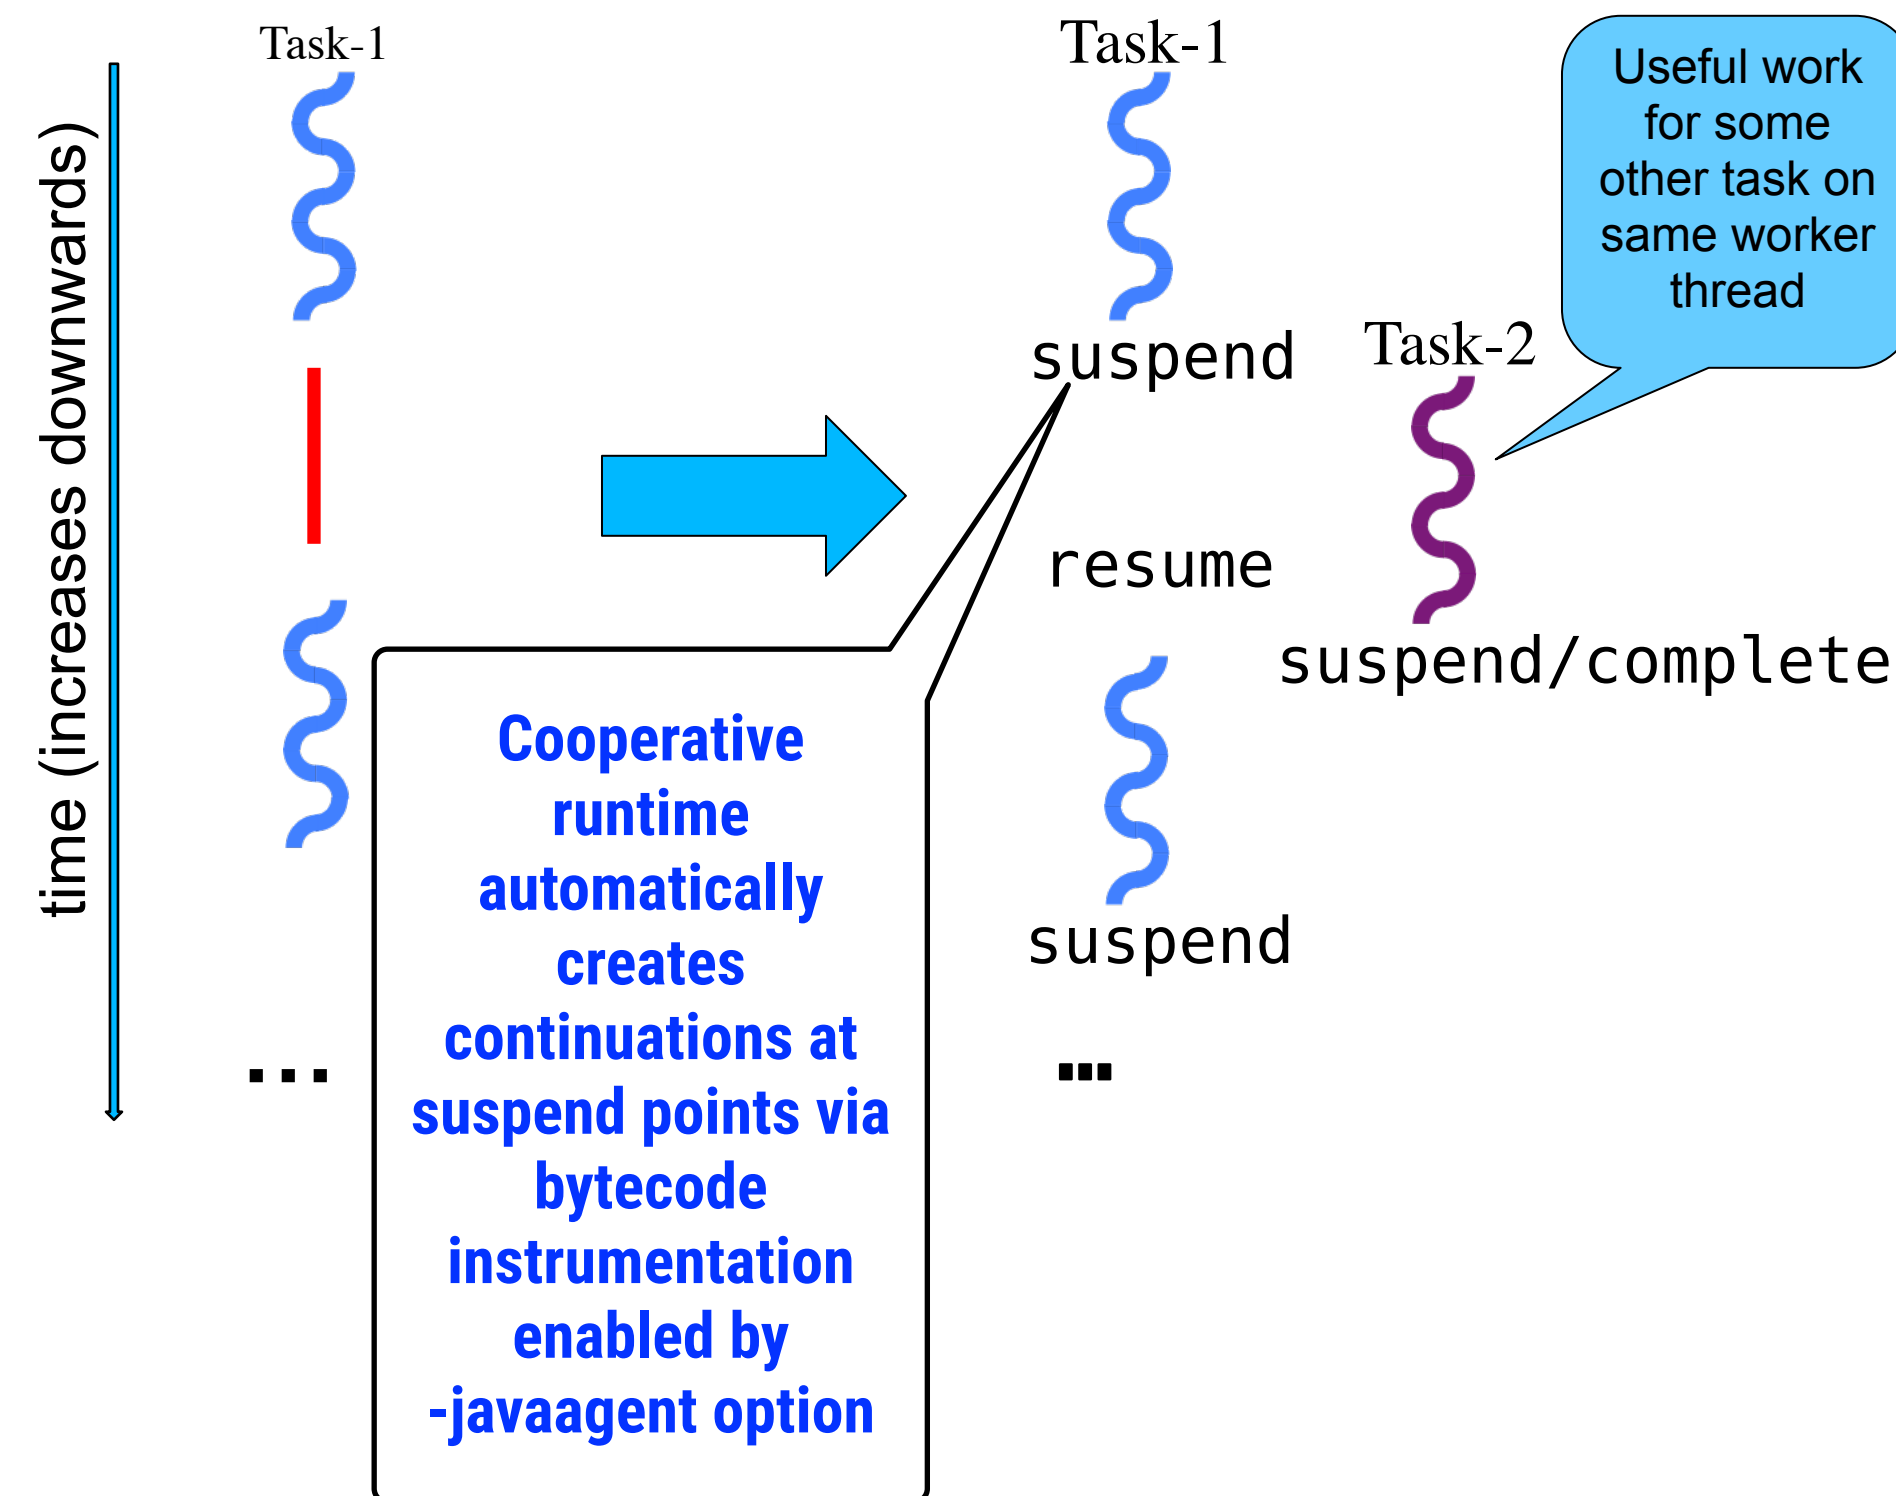 time (increases downwards)
Task-1
...
Task-1
suspend
resume
suspend
...
Task-2
suspend/complete
Useful work
for some
other task on
same worker
thread
Cooperative
runtime
automatically
creates
continuations at
suspend points via
bytecode
instrumentation
enabled by
-javaagent option